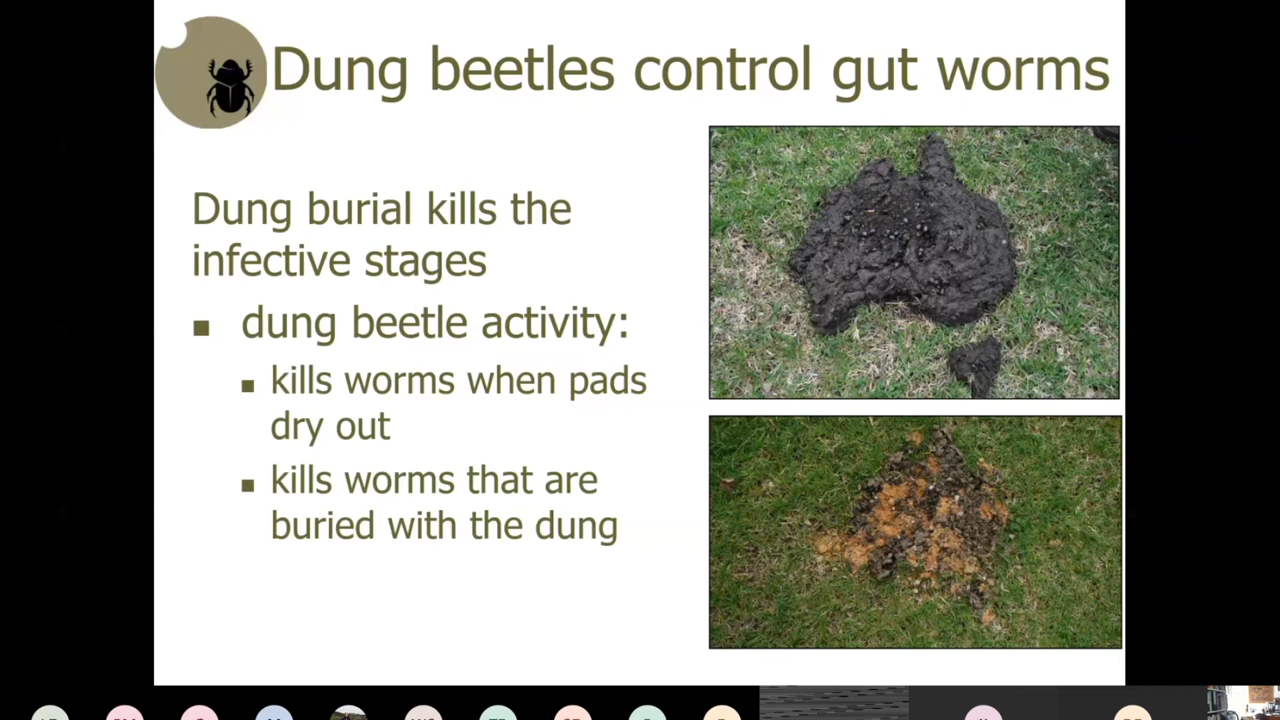 Dung beetles control gut worms
Dung burial kills the
infective stages
dung beetle activity:
kills worms when pads
dry out
kills worms that are
buried with the dung